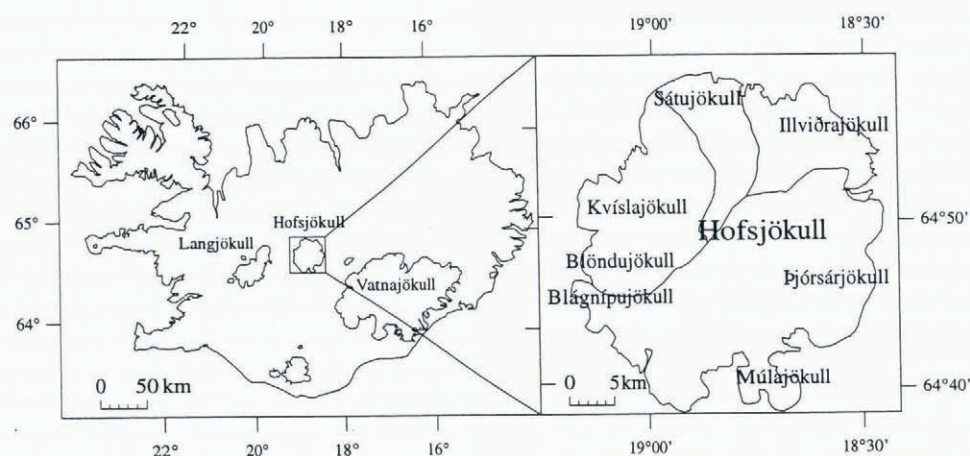 22° 20° 18° 16°
19°00' 18°30'
66°
65°
64°
Hofsjökull
Langjökull
Vatnajökull
0 50 km
22° 20° 18° 16°
Sátujökull
Illviðrajökull
Kvíslajökull
Hofsjökull
64°50'
Blöndujökull
Þjórsárjökull
Blágnípujökull
Múlajökull
64°40'
0 5km
19°00' 18°30'